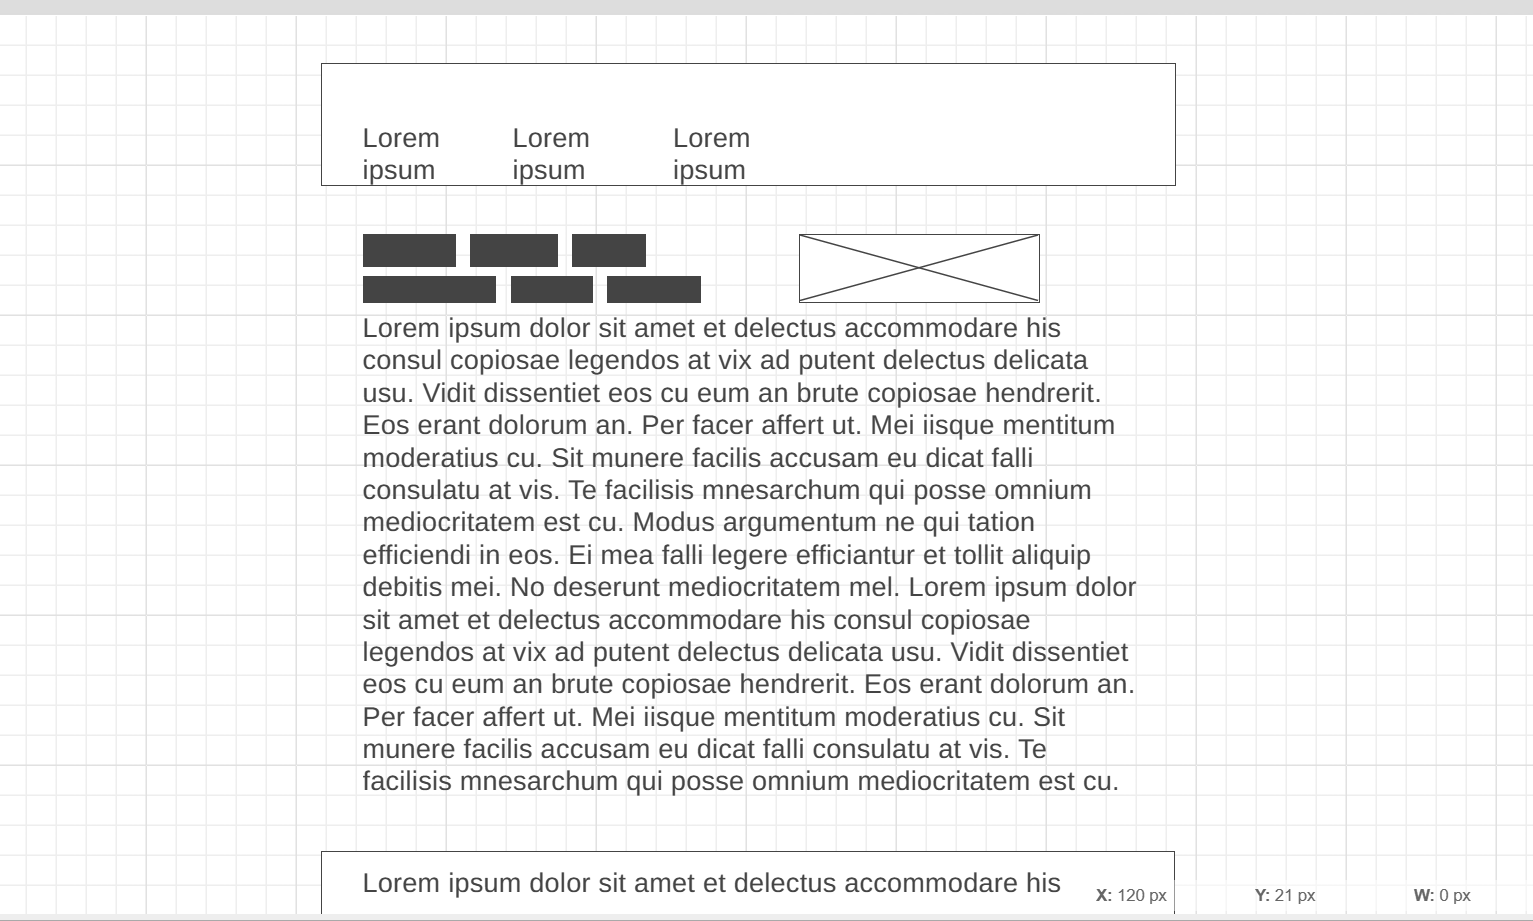 Lorem ipsum
Lorem ipsum
Lorem ipsum
Lorem ipsum dolor sit amet et delectus accommodare his
consul copiosae legendos at vix ad putent delectus delicata
usu. Vidit dissentiet eos cu eum an brute copiosae hendrerit.
Eos erant dolorum an. Per facer affert ut. Mei iisque mentitum
moderatius cu. Sit munere facilis accusam eu dicat falli
consulatu at vis. Te facilisis mnesarchum qui posse omnium
mediocritatem est cu. Modus argumentum ne qui tation
efficiendi in eos. Ei mea falli legere efficiantur et tollit aliquip
debitis mei. No deserunt mediocritatem mel. Lorem ipsum dolor
sit amet et delectus accommodare his consul copiosae
legendos at vix ad putent delectus delicata usu. Vidit dissentiet
eos cu eum an brute copiosae hendrerit. Eos erant dolorum an.
Per facer affert ut. Mei iisque mentitum moderatius cu. Sit
munere facilis accusam eu dicat falli consulatu at vis. Te
facilisis mnesarchum qui posse omnium mediocritatem est cu.
Lorem ipsum dolor sit amet et delectus accommodare his
X: 120 px Y: 21 px W: 0 px